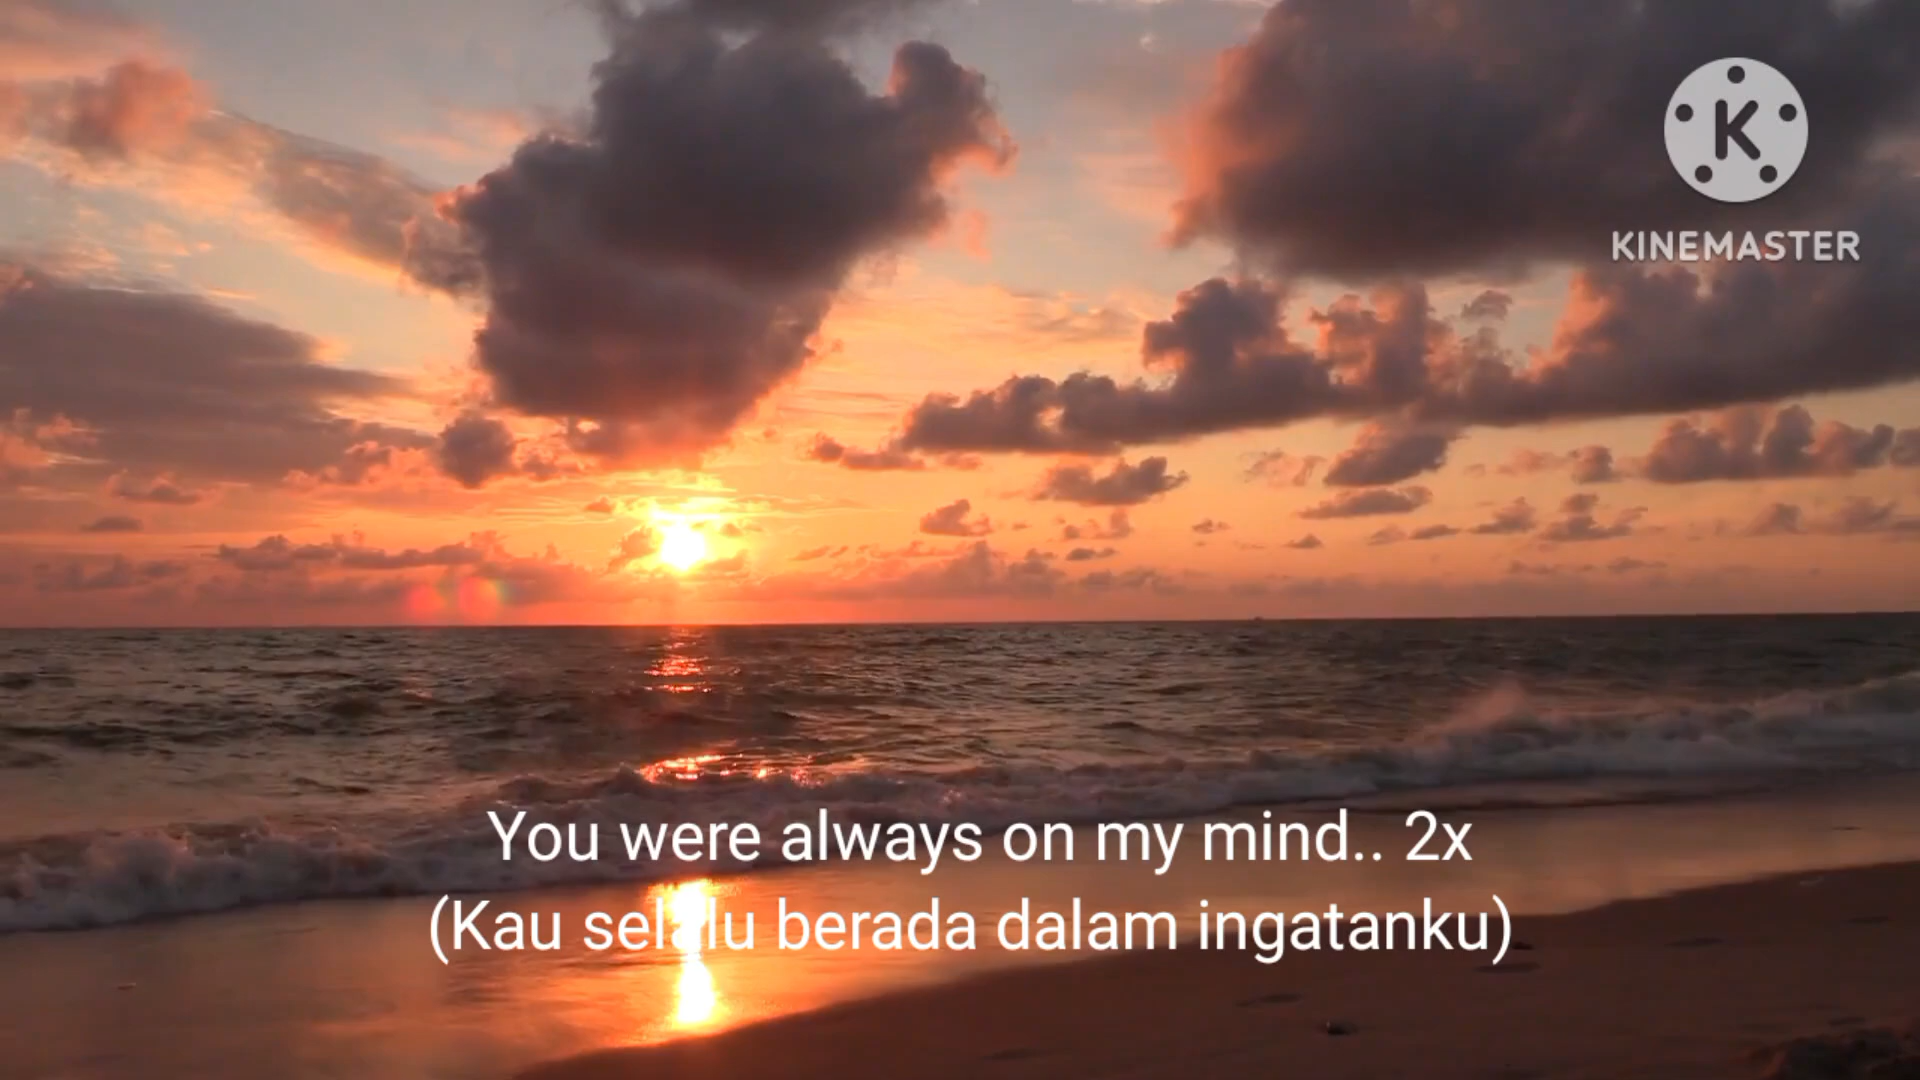 K
KINEMASTER
You were always on my mind.. 2x
(Kau selalu berada dalam ingatanku)